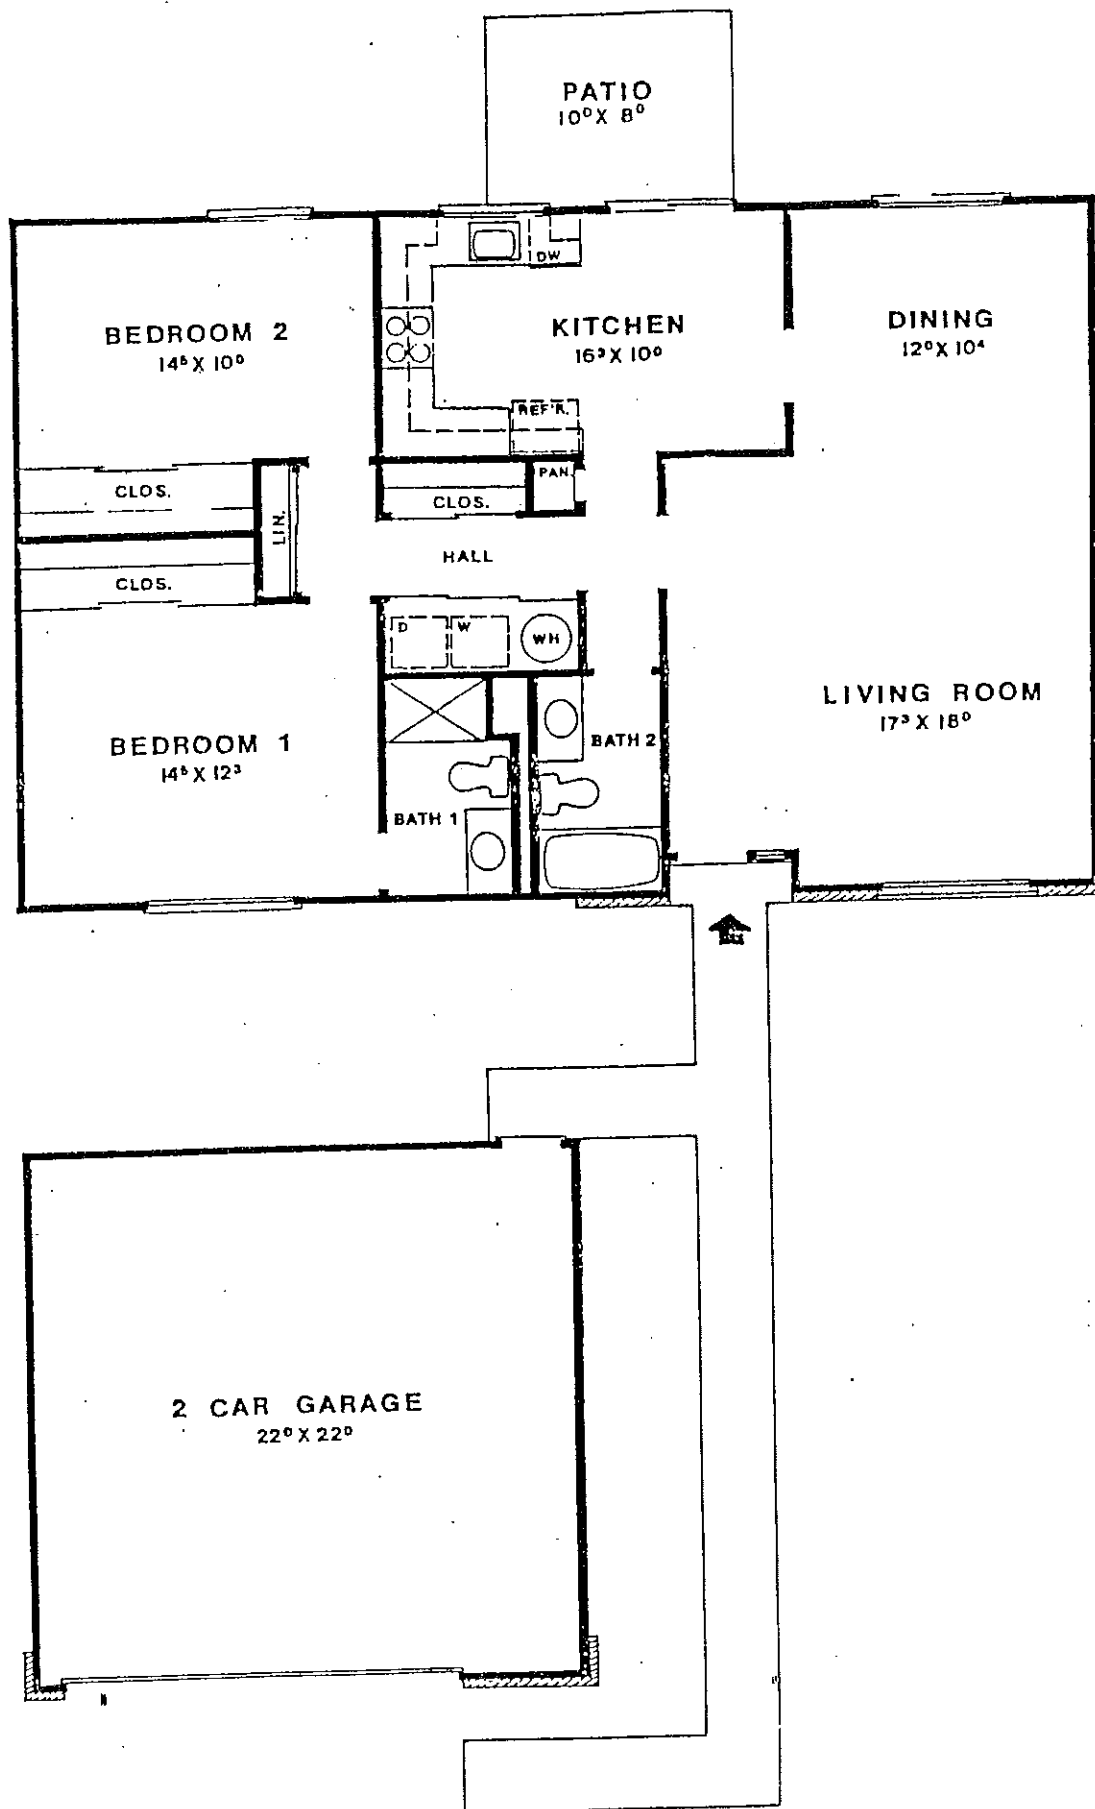 PATIO
10⁰ X 8⁰
DW
BEDROOM 2
14⁵ X 10⁰
KITCHEN
16³ X 10⁰
DINING
12⁰ X 10⁴
REF'R.
PAN.
CLOS.
CLOS.
LIN.
HALL
CLOS.
D
W
WH
LIVING ROOM
17³ X 18⁰
BEDROOM 1
14⁵ X 12³
BATH 2
BATH 1
2 CAR GARAGE
22⁰ X 22⁰